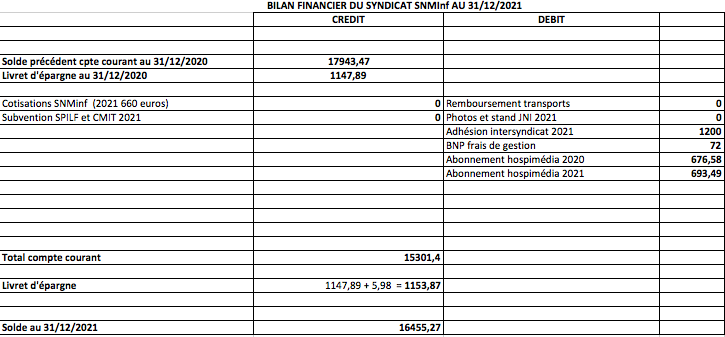 BILAN FINANCIER DU SYNDICAT SNMInf AU 31/12/2021
CREDIT DEBIT
Solde précédent cpte courant au 31/12/2020 17943,47
Livret d'épargne au 31/12/2020 1147,89
Cotisations SNMinf (2021 660 euros) 0 Remboursement transports 0
Subvention SPILF et CMIT 2021 0 Photos et stand JNI 2021 0
Adhésion intersyndicat 2021 1200
BNP frais de gestion 72
Abonnement hospimédia 2020 676,58
Abonnement hospimédia 2021 693,49
Total compte courant 15301,4
Livret d'épargne 1147,89 + 5,98 = 1153,87
Solde au 31/12/2021 16455,27